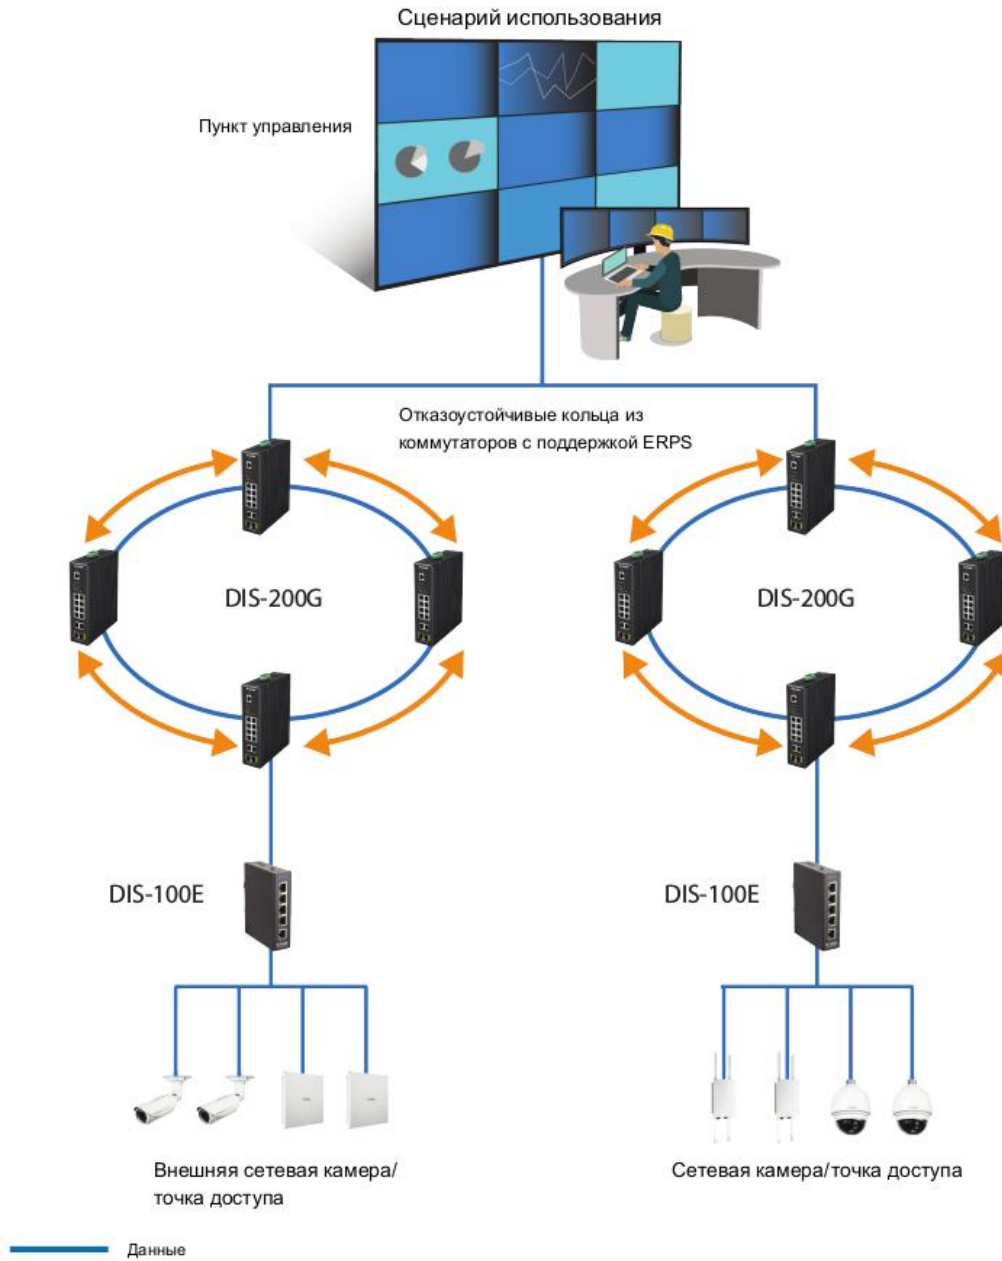 Сценарий использования
Пункт управления
Отказоустойчивые кольца из
коммутаторов с поддержкой ERPS
DIS-200G
DIS-200G
DIS-100E
DIS-100E
Внешняя сетевая камера/
точка доступа
Сетевая камера/точка доступа
Данные